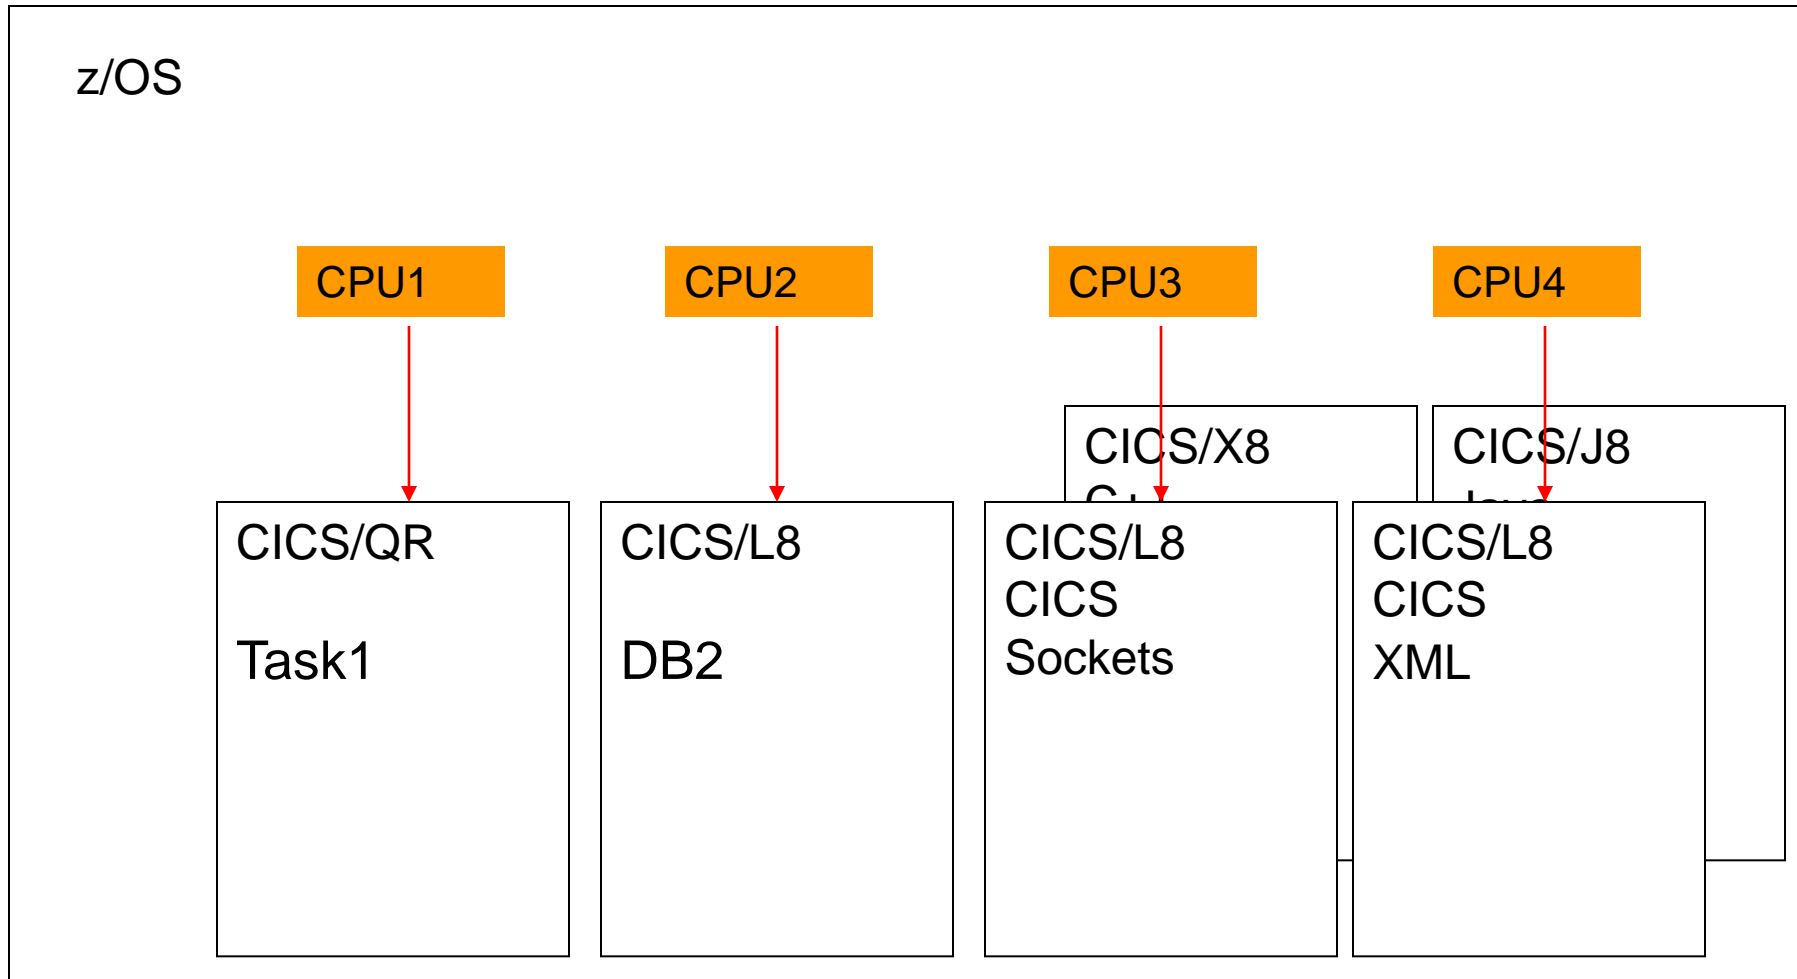 z/OS
CPU1
CPU2
CPU3
CPU4
CICS/X8
CICS/J8
CICS/QR
Task1
CICS/L8
DB2
CICS/L8
CICS
Sockets
CICS/L8
CICS
XML